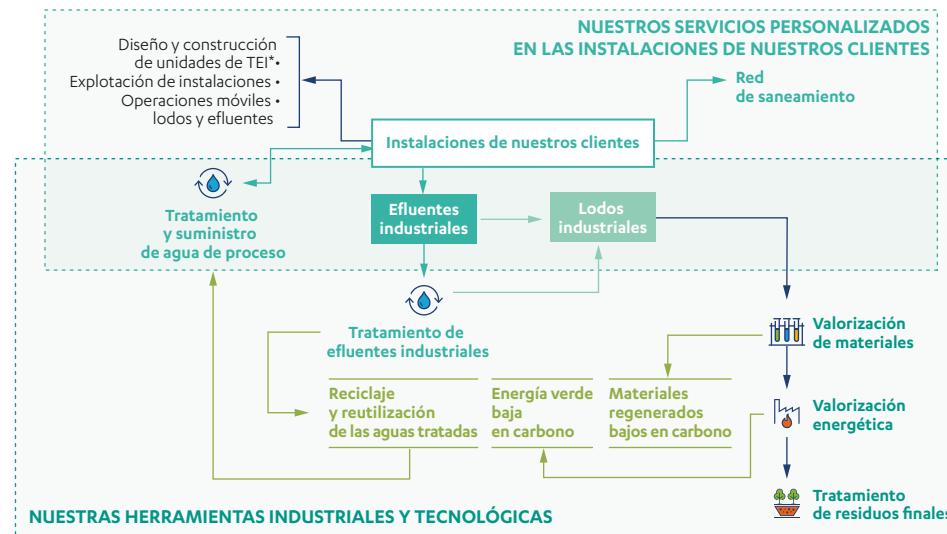 NUESTROS SERVICIOS PERSONALIZADOS
EN LAS INSTALACIONES DE NUESTROS CLIENTES
Diseño y construcción
de unidades de TEI*•
Explotación de instalaciones •
Operaciones móviles •
lodos y efluentes
Red
de saneamiento
Instalaciones de nuestros clientes
Tratamiento
y suministro
de agua de proceso
Efluentes
industriales
Lodos
industriales
Tratamiento de
efluentes industriales
Valorización
de materiales
Reciclaje
y reutilización
de las aguas tratadas
Energía verde
baja
en carbono
Materiales
regenerados
bajos en carbono
Valorización
energética
Tratamiento
de residuos finales
NUESTRAS HERRAMIENTAS INDUSTRIALES Y TECNOLÓGICAS